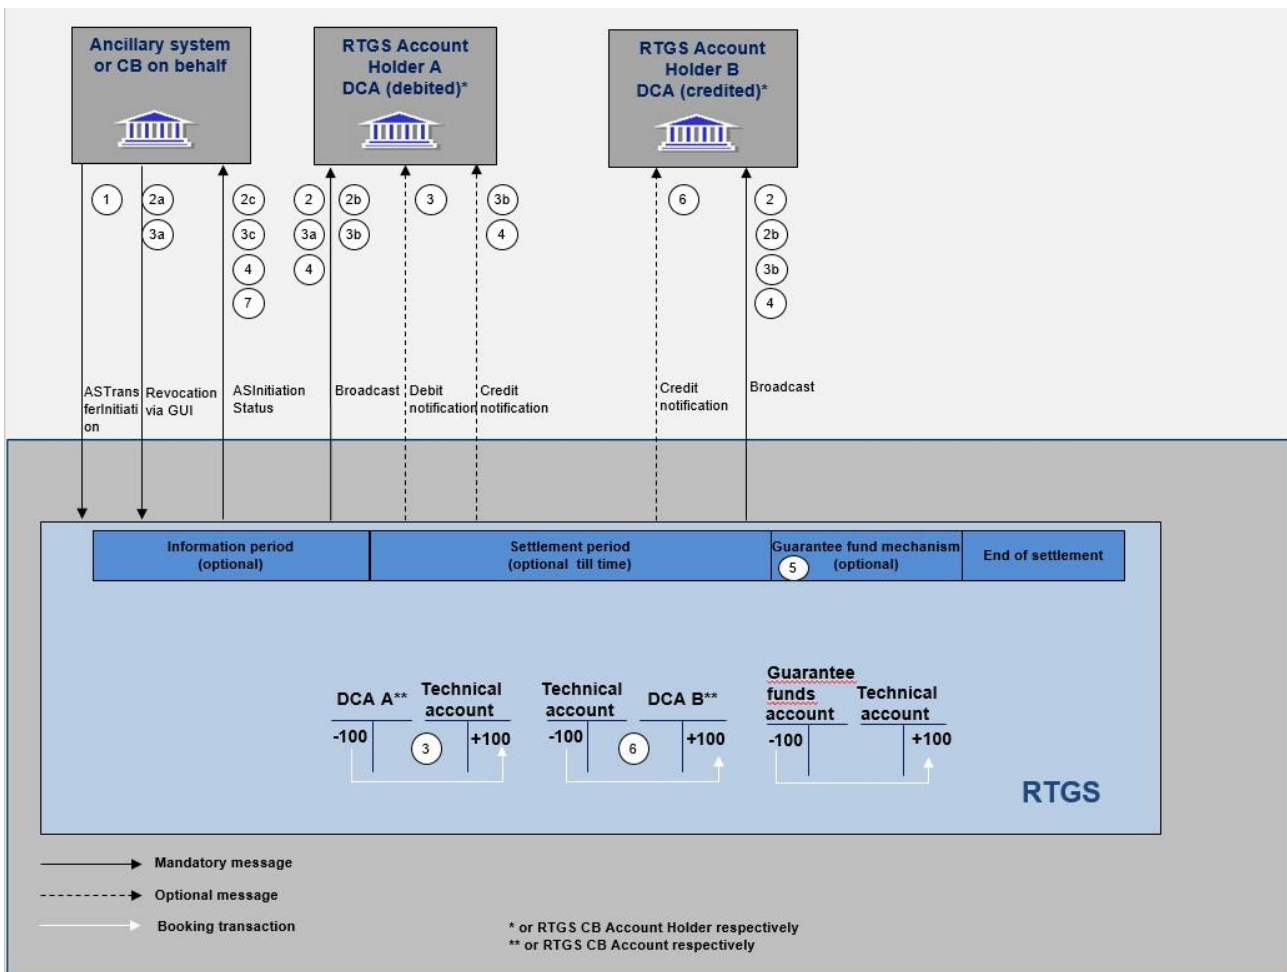 Ancillary system
or CB on behalf
RTGS Account
Holder A
DCA (debited)*
RTGS Account
Holder B
DCA (credited)*
1
2a
3a
2c
3c
4
7
2
3a
4
2b
3b
3
3b
4
6
2
2b
3b
4
ASTrans
ferInitiati
on
Revocation
via GUI
ASInitiation
Status
Broadcast
Debit
notification
Credit
notification
Credit
notification
Broadcast
Information period
(optional)
Settlement period
(optional till time)
Guarantee fund mechanism
5 (optional)
End of settlement
DCA A**
Technical
account
-100
3
+100
Technical
account
DCA B**
-100
6
+100
Guarantee
funds
account
Technical
account
-100
+100
RTGS
Mandatory message
Optional message
Booking transaction
* or RTGS CB Account Holder respectively
** or RTGS CB Account respectively